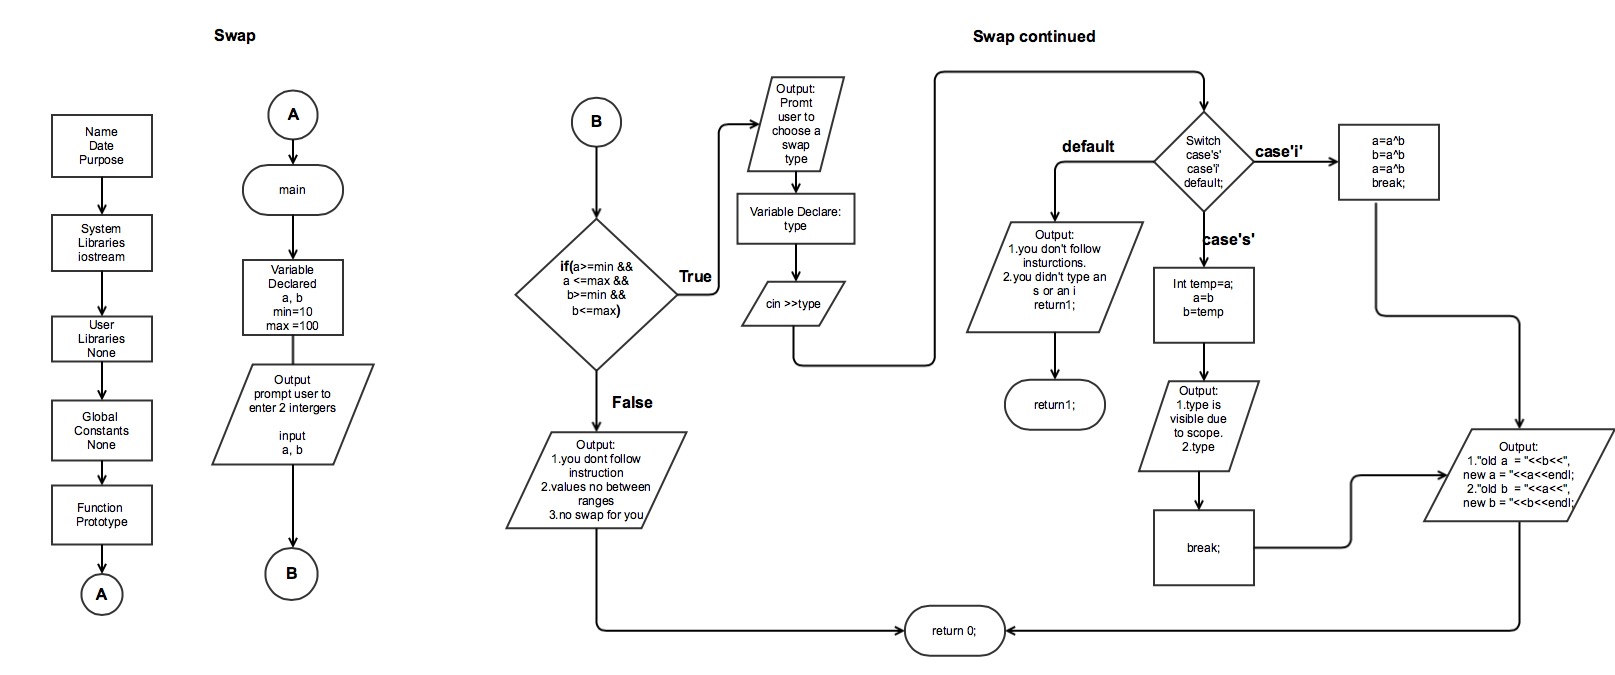 Swap
Swap continued
Name
Date
Purpose
System
Libraries
iostream
User
Libraries
None
Global
Constants
None
Function
Prototype
A
A
main
Variable
Declared
a, b
min=10
max =100
Output
prompt user to
enter 2 intergers
input
a, b
B
B
if(a>=min &&
a <=max &&
b>=min &&
b<=max)
True
False
Output:
1.you dont follow
instruction
2.values no between
ranges
3.no swap for you
Output:
Promt
user to
choose a
swap
type
Variable Declare:
type
cin >>type
Switch
case's'
case'i'
default;
default
case'i'
case's'
Output:
1.you don't follow
insturctions.
2.you didn't type an
s or an i
return1;
return1;
Int temp=a;
a=b
b=temp
Output:
1.type is
visible due
to scope.
2.type
break;
a=a^b
b=a^b
a=a^b
break;
Output:
1."old a = "<<b<<",
new a = "<<a<<endl;
2."old b = "<<a<<",
new b = "<<b<<endl;
return 0;